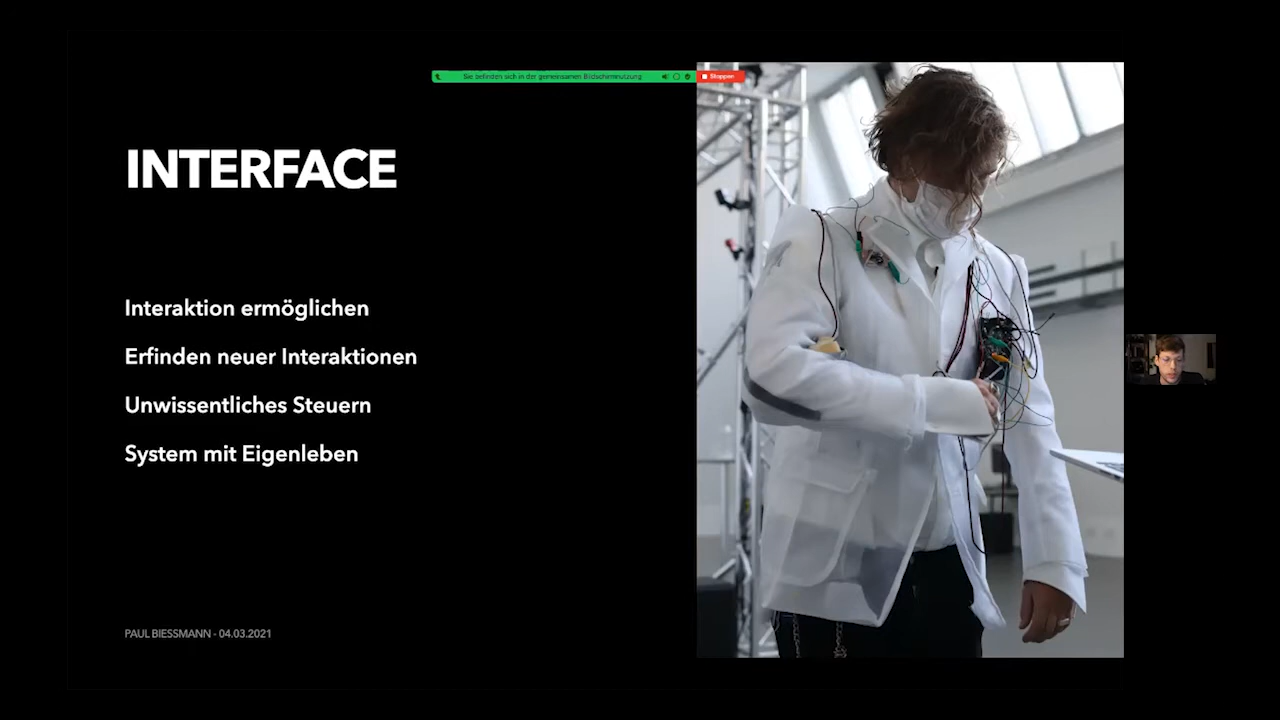 Sie befinden sich in der gemeinsamen Bildschirmnutzung
Stoppen
INTERFACE
Interaktion ermöglichen
Erfinden neuer Interaktionen
Unwissentliches Steuern
System mit Eigenleben
PAUL BIESSMANN - 04.03.2021